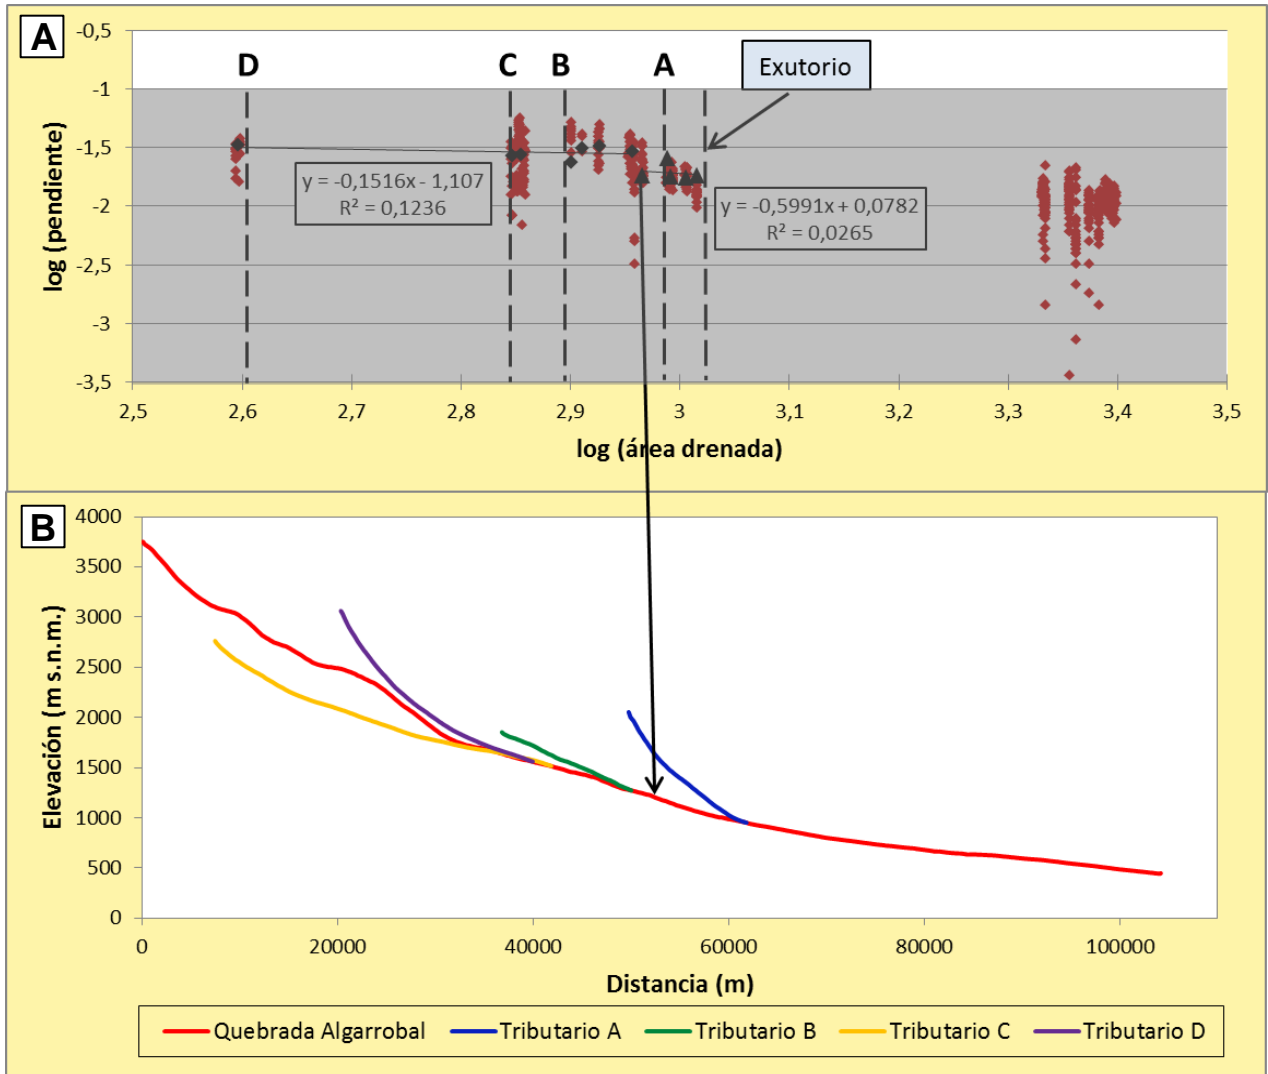 A
-0,5
-1
-1,5
-2
-2,5
-3
-3,5
log (pendiente)
D
C
B
A
Exutorio
y = -0,1516x - 1,107
R² = 0,1236
y = -0,5991x + 0,0782
R² = 0,0265
2,5 2,6 2,7 2,8 2,9 3 3,1 3,2 3,3 3,4 3,5
log (área drenada)
B
4000
3500
3000
2500
2000
1500
1000
500
0
Elevación (m s.n.m.)
0 20000 40000 60000 80000 100000
Distancia (m)
Quebrada Algarrobal Tributario A Tributario B Tributario C Tributario D